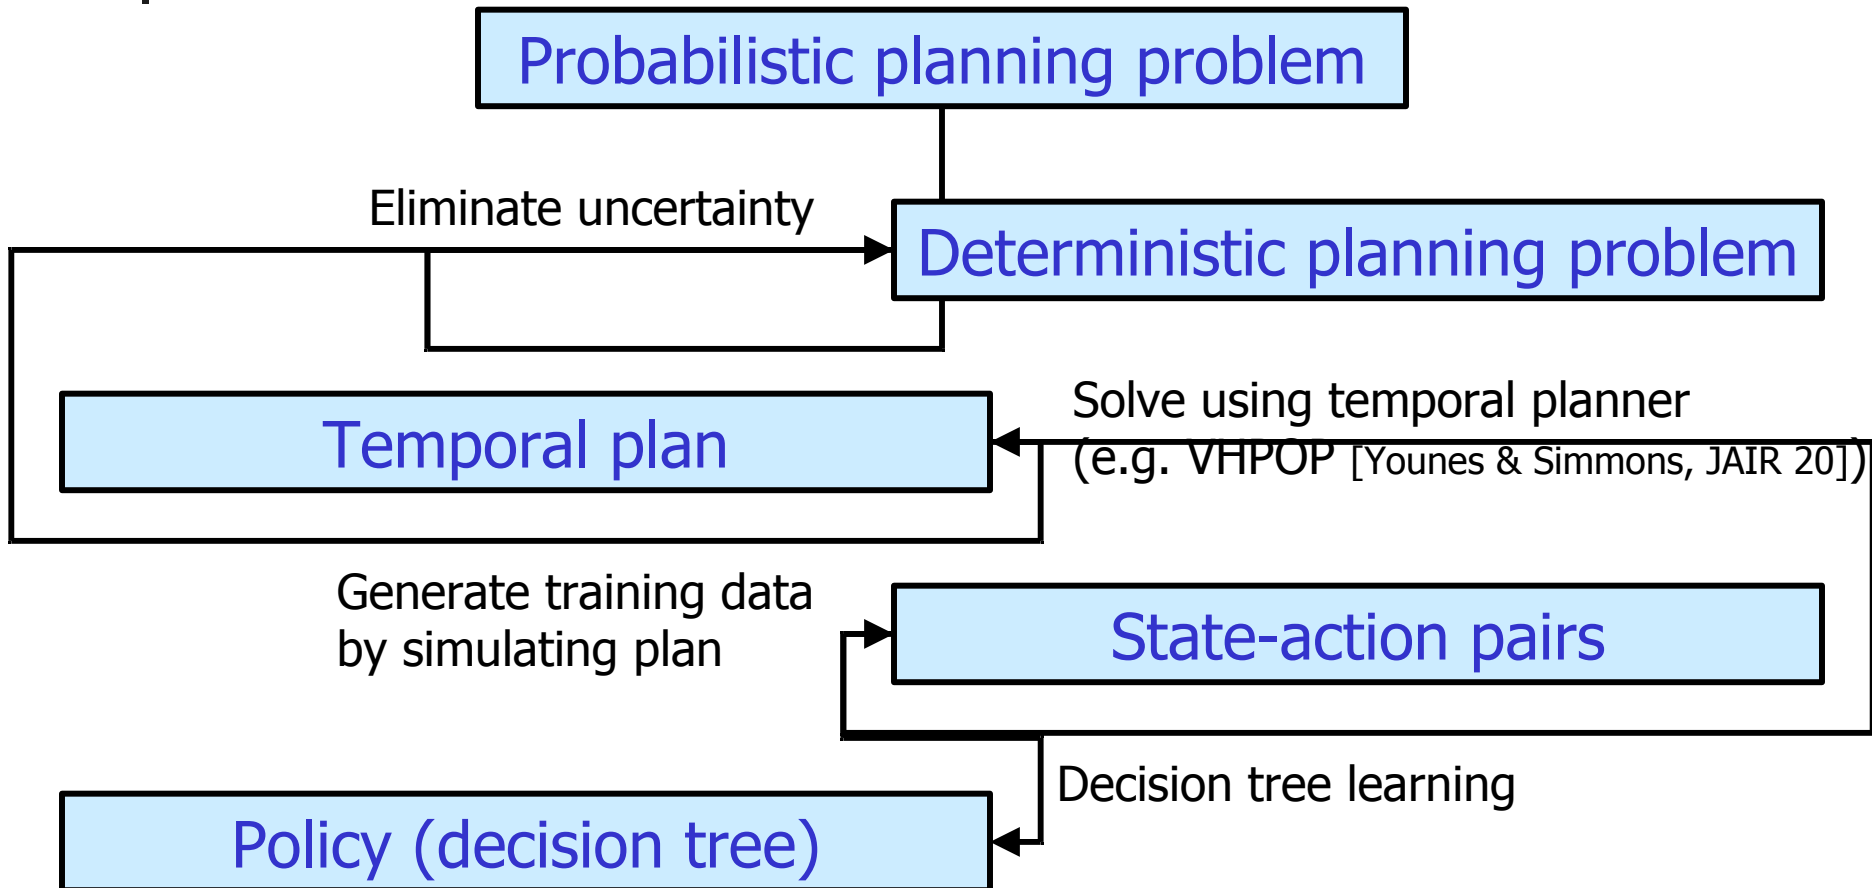 Probabilistic planning problem
Eliminate uncertainty
Deterministic planning problem
Solve using temporal planner
(e.g. VHPOP [Younes & Simmons, JAIR 20])
Temporal plan
Generate training data
by simulating plan
State-action pairs
Decision tree learning
Policy (decision tree)